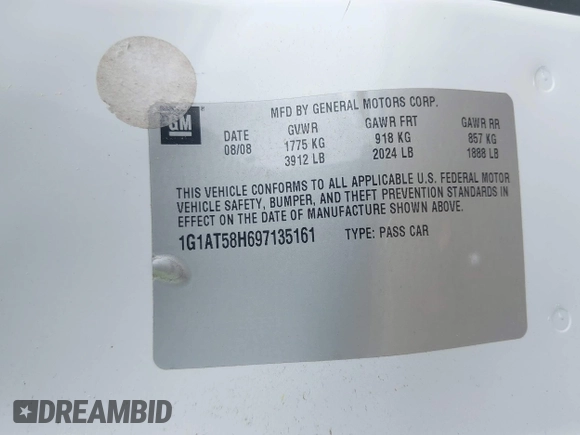 GM
MFD BY GENERAL MOTORS CORP.
DATE GVWR GAWR FRT GAWR RR
08/08 1775 KG 918 KG 857 KG
3912 LB 2024 LB 1888 LB
THIS VEHICLE CONFORMS TO ALL APPLICABLE U.S. FEDERAL MOTOR
VEHICLE SAFETY, BUMPER, AND THEFT PREVENTION STANDARDS IN
EFFECT ON THE DATE OF MANUFACTURE SHOWN ABOVE.
1G1AT58H697135161 TYPE: PASS CAR
DREAMBID